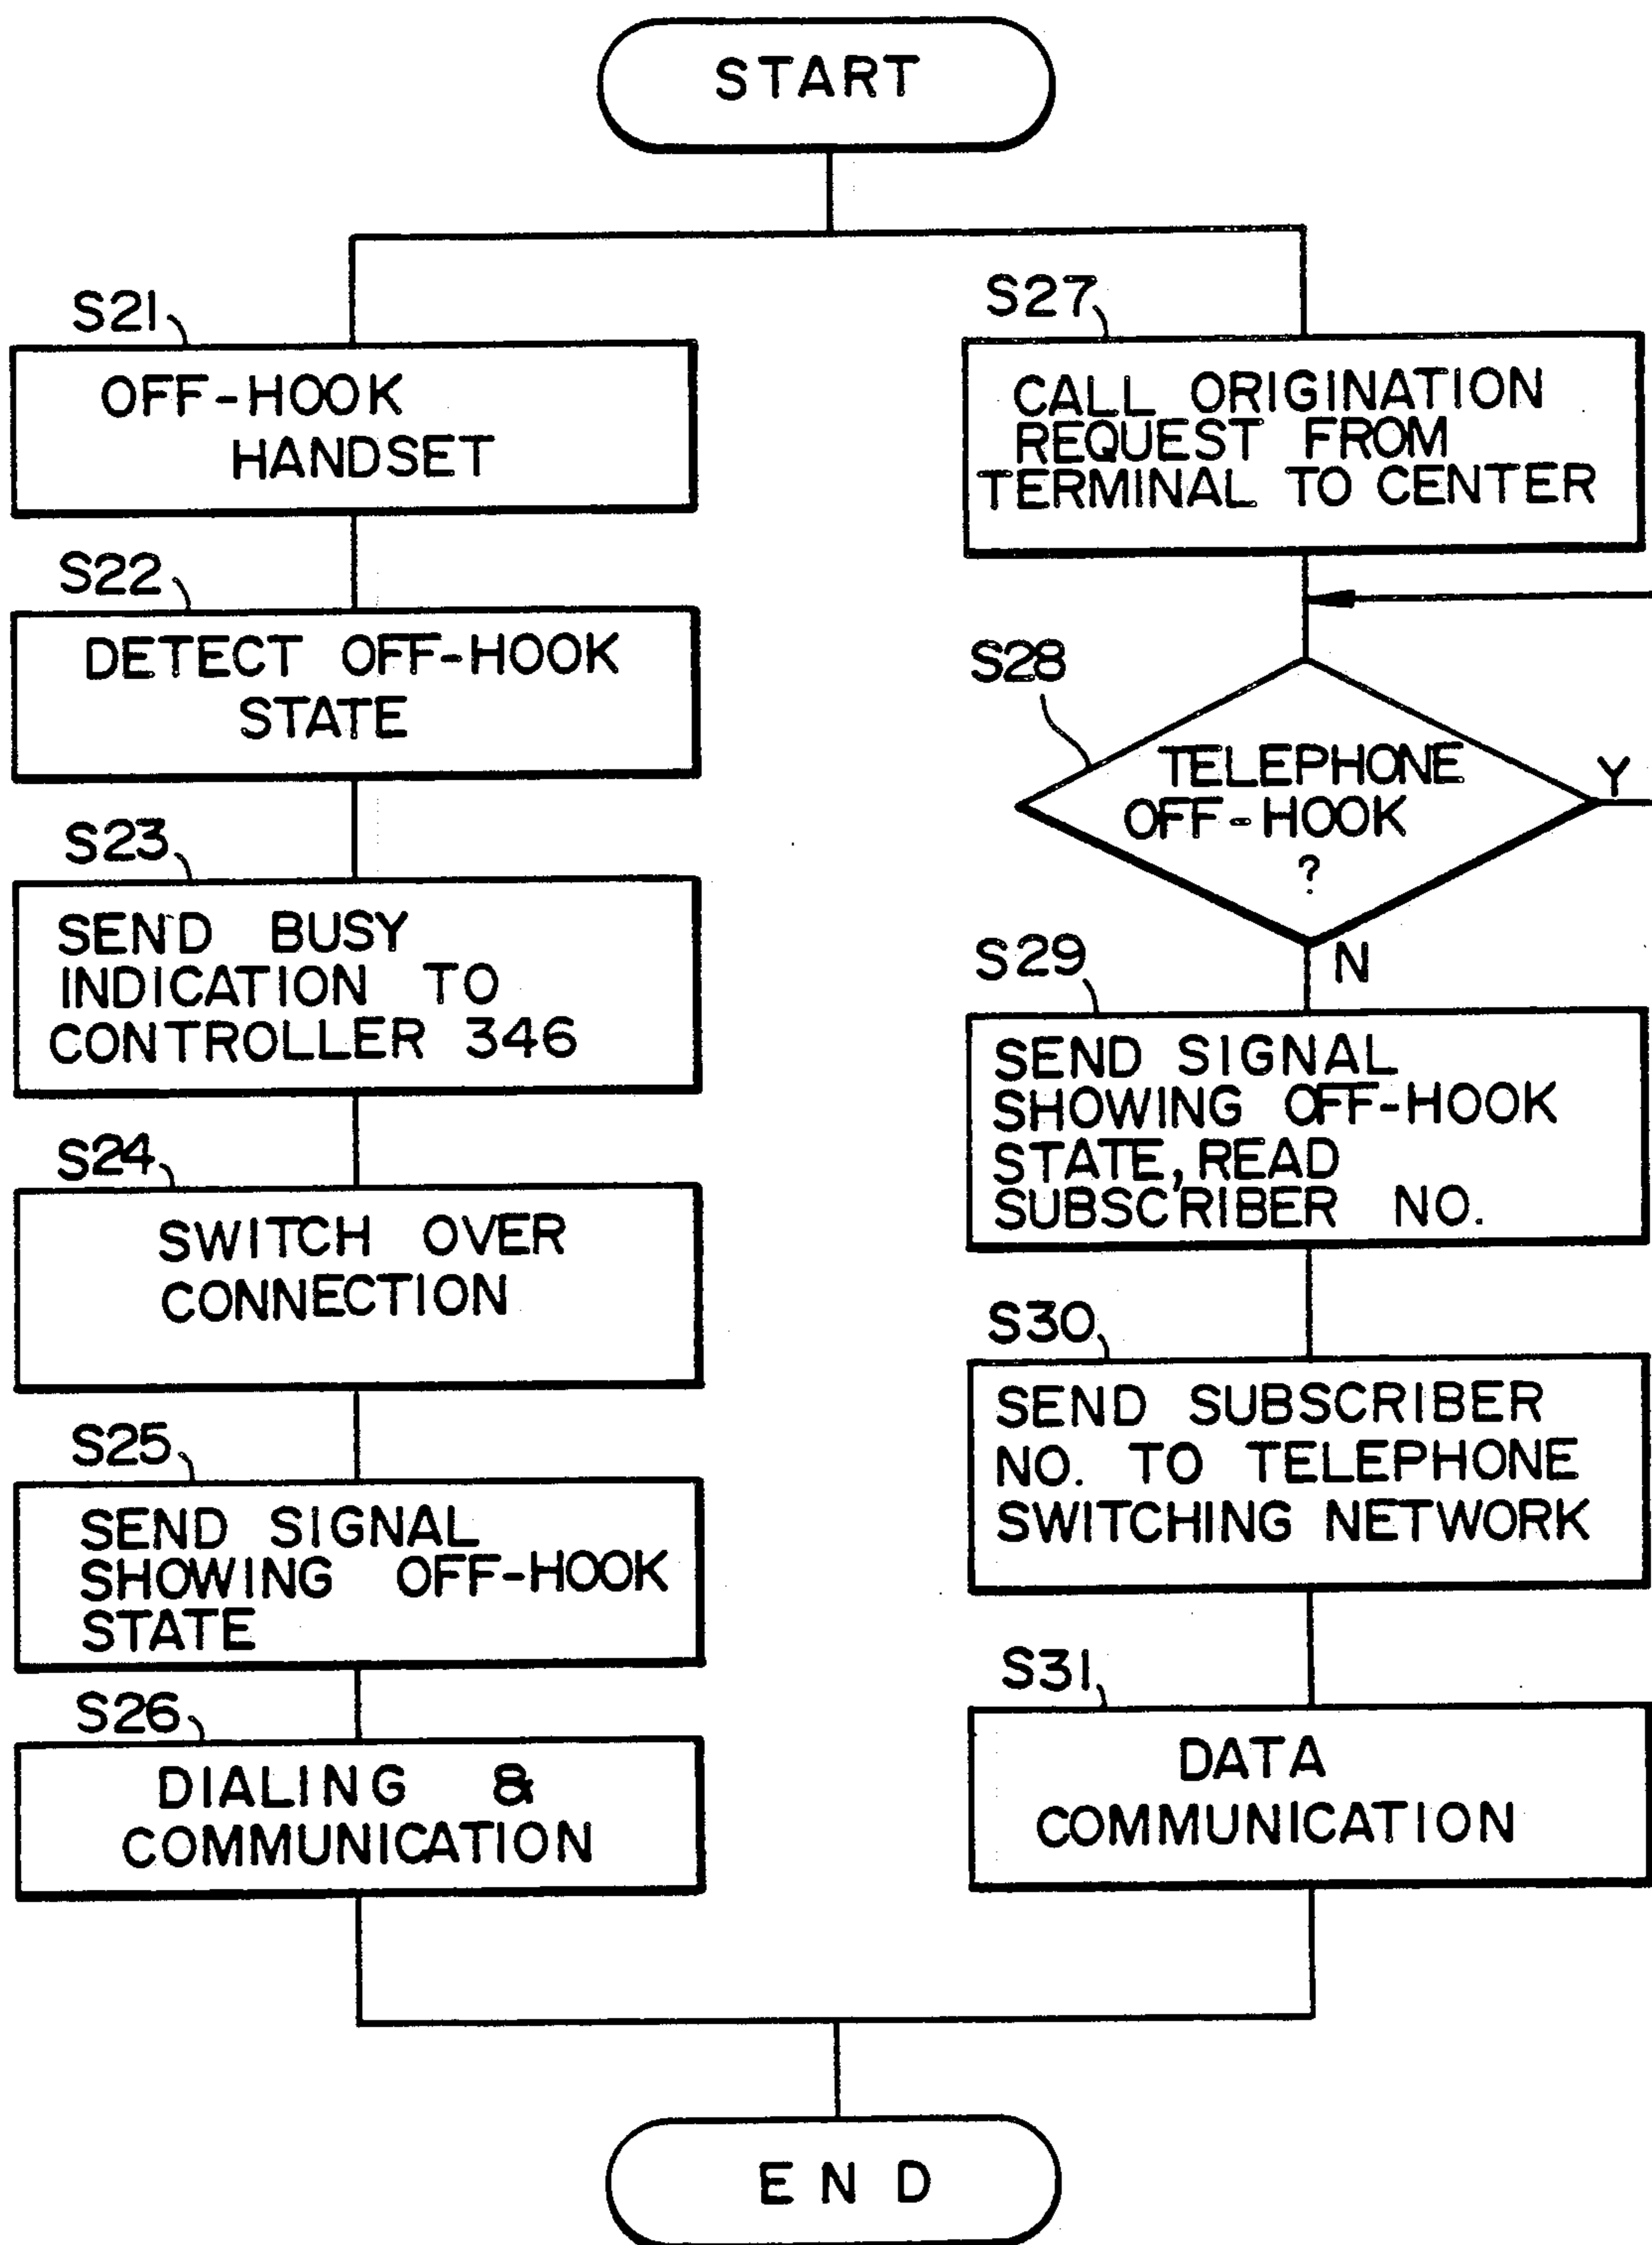 START
S21
OFF-HOOK
HANDSET
S22
DETECT OFF-HOOK
STATE
S23
SEND BUSY
INDICATION TO
CONTROLLER 346
S24
SWITCH OVER
CONNECTION
S25
SEND SIGNAL
SHOWING OFF-HOOK
STATE
S26
DIALING &
COMMUNICATION
S27
CALL ORIGINATION
REQUEST FROM
TERMINAL TO CENTER
S28
TELEPHONE
OFF-HOOK
?
Y
N
S29
SEND SIGNAL
SHOWING OFF-HOOK
STATE, READ
SUBSCRIBER NO.
S30
SEND SUBSCRIBER
NO. TO TELEPHONE
SWITCHING NETWORK
S31
DATA
COMMUNICATION
END